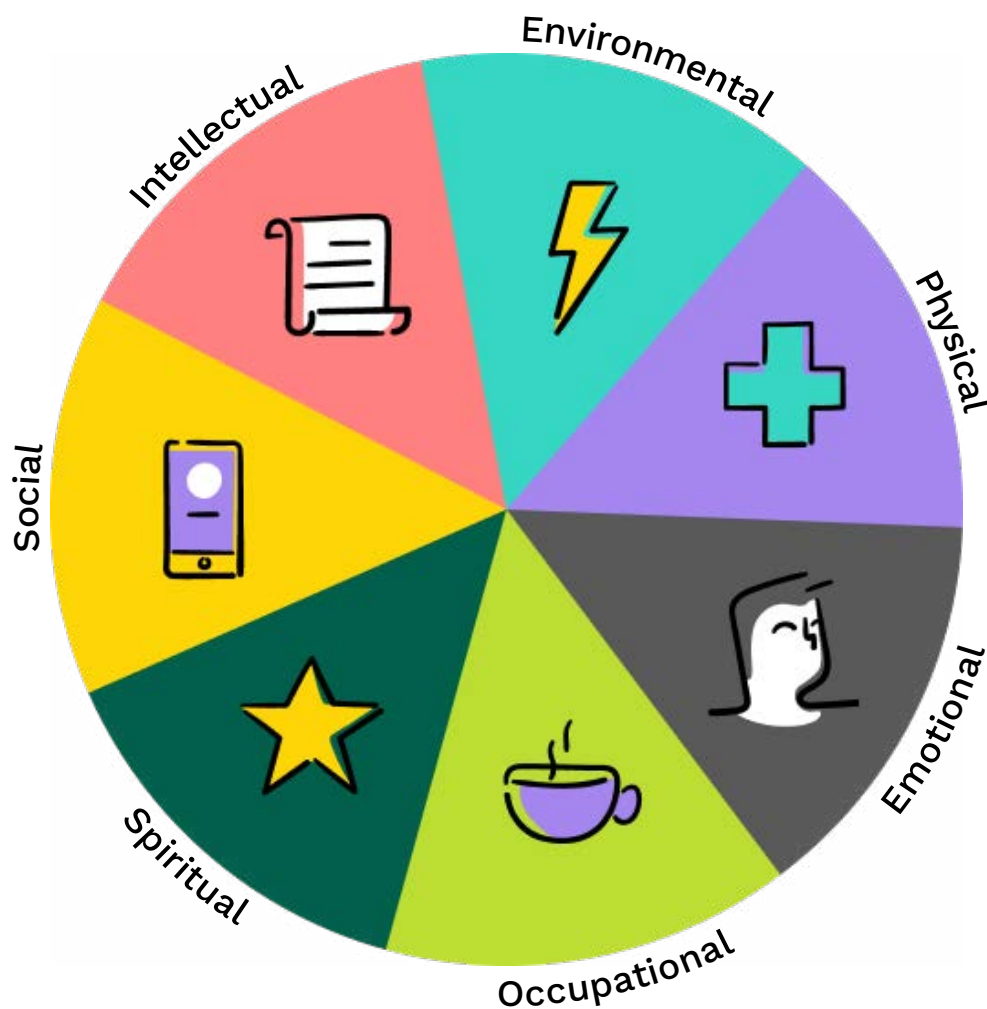 Environmental
Physical
Emotional
Occupational
Spiritual
Social
Intellectual